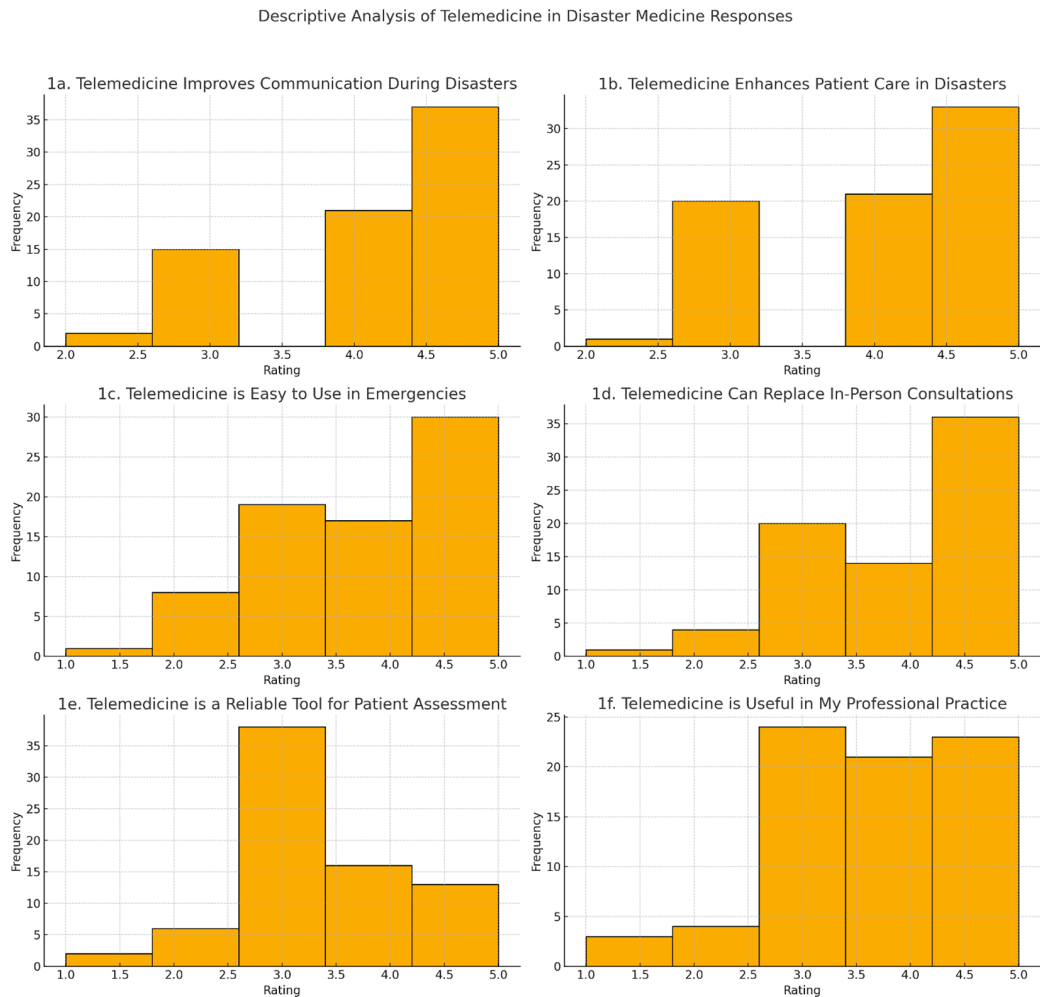 Descriptive Analysis of Telemedicine in Disaster Medicine Responses
1a. Telemedicine Improves Communication During Disasters
35
30
25
20
15
10
5
0
Frequency
2.0 2.5 3.0 3.5 4.0 4.5 5.0
Rating
1b. Telemedicine Enhances Patient Care in Disasters
30
25
20
15
10
5
0
Frequency
2.0 2.5 3.0 3.5 4.0 4.5 5.0
Rating
1c. Telemedicine is Easy to Use in Emergencies
30
25
20
15
10
5
0
Frequency
1.0 1.5 2.0 2.5 3.0 3.5 4.0 4.5 5.0
Rating
1d. Telemedicine Can Replace In-Person Consultations
35
30
25
20
15
10
5
0
Frequency
1.0 1.5 2.0 2.5 3.0 3.5 4.0 4.5 5.0
Rating
1e. Telemedicine is a Reliable Tool for Patient Assessment
35
30
25
20
15
10
5
0
Frequency
1.0 1.5 2.0 2.5 3.0 3.5 4.0 4.5 5.0
Rating
1f. Telemedicine is Useful in My Professional Practice
25
20
15
10
5
0
Frequency
1.0 1.5 2.0 2.5 3.0 3.5 4.0 4.5 5.0
Rating